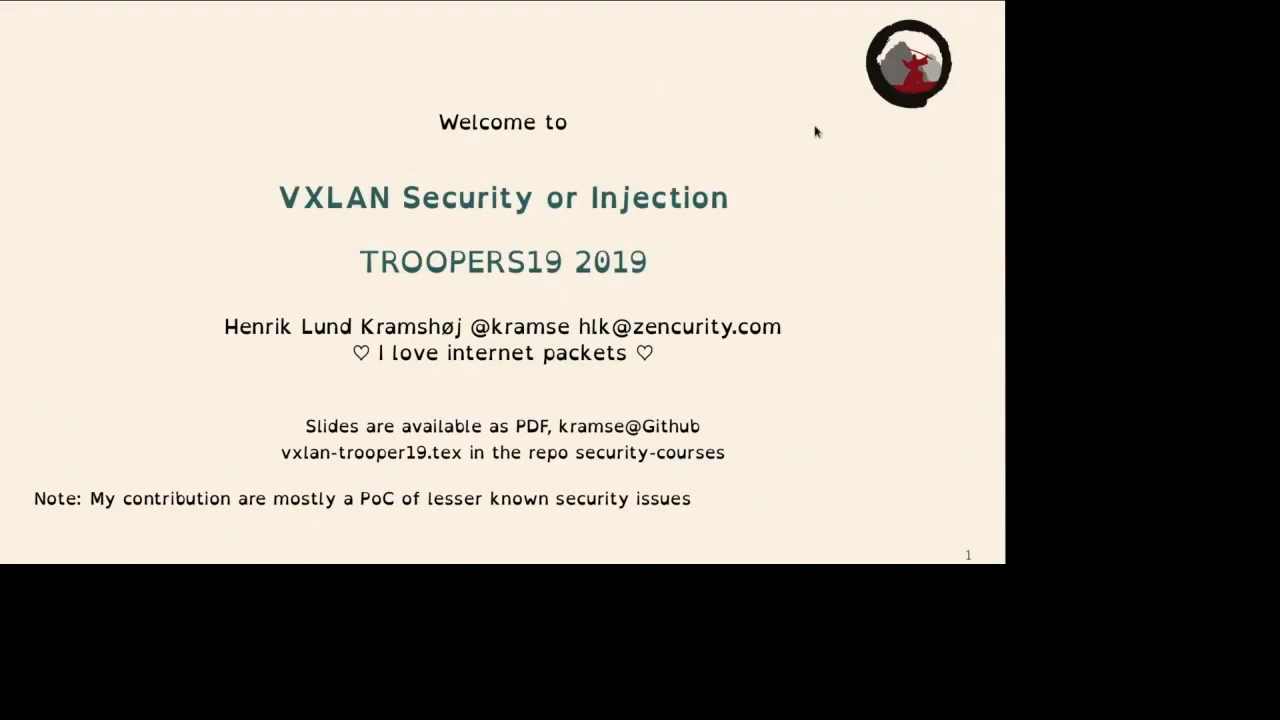 Welcome to
VXLAN Security or Injection
TROOPERS19 2019
Henrik Lund Kramshøj @kramse hlk@zencurity.com
♡ I love internet packets ♡
Slides are available as PDF, kramse@Github
vxlan-trooper19.tex in the repo security-courses
Note: My contribution are mostly a PoC of lesser known security issues
1